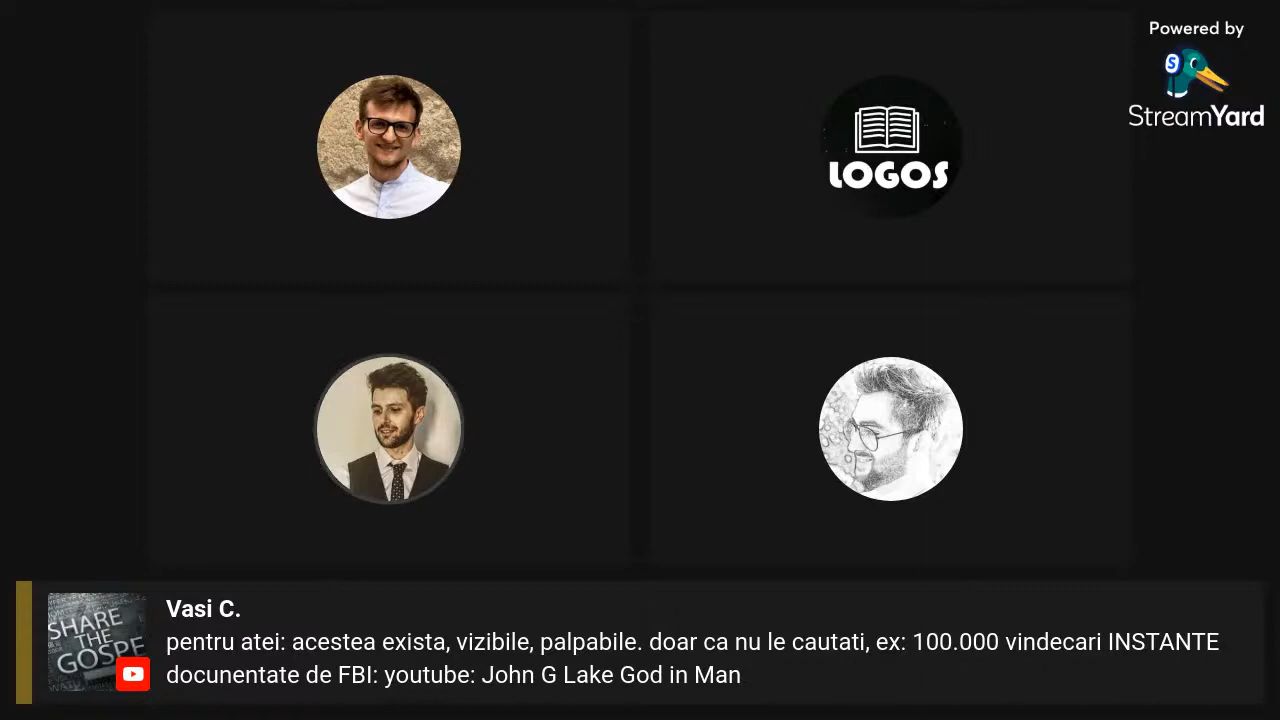 Powered by
S
StreamYard
LOGOS
Vasi C.
pentru atei: acestea exista, vizibile, palpabile. doar ca nu le cautati, ex: 100.000 vindecari INSTANTE
docunentate de FBI: youtube: John G Lake God in Man
SHARE
THE
GOSPE